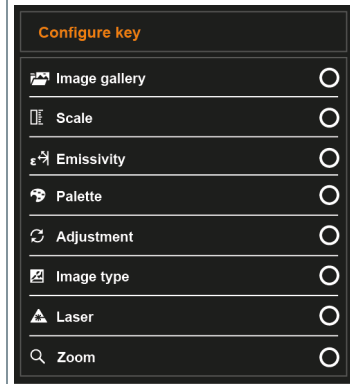 Configure key
Image gallery
Scale
ε Emissivity
Palette
Adjustment
Image type
Laser
Zoom